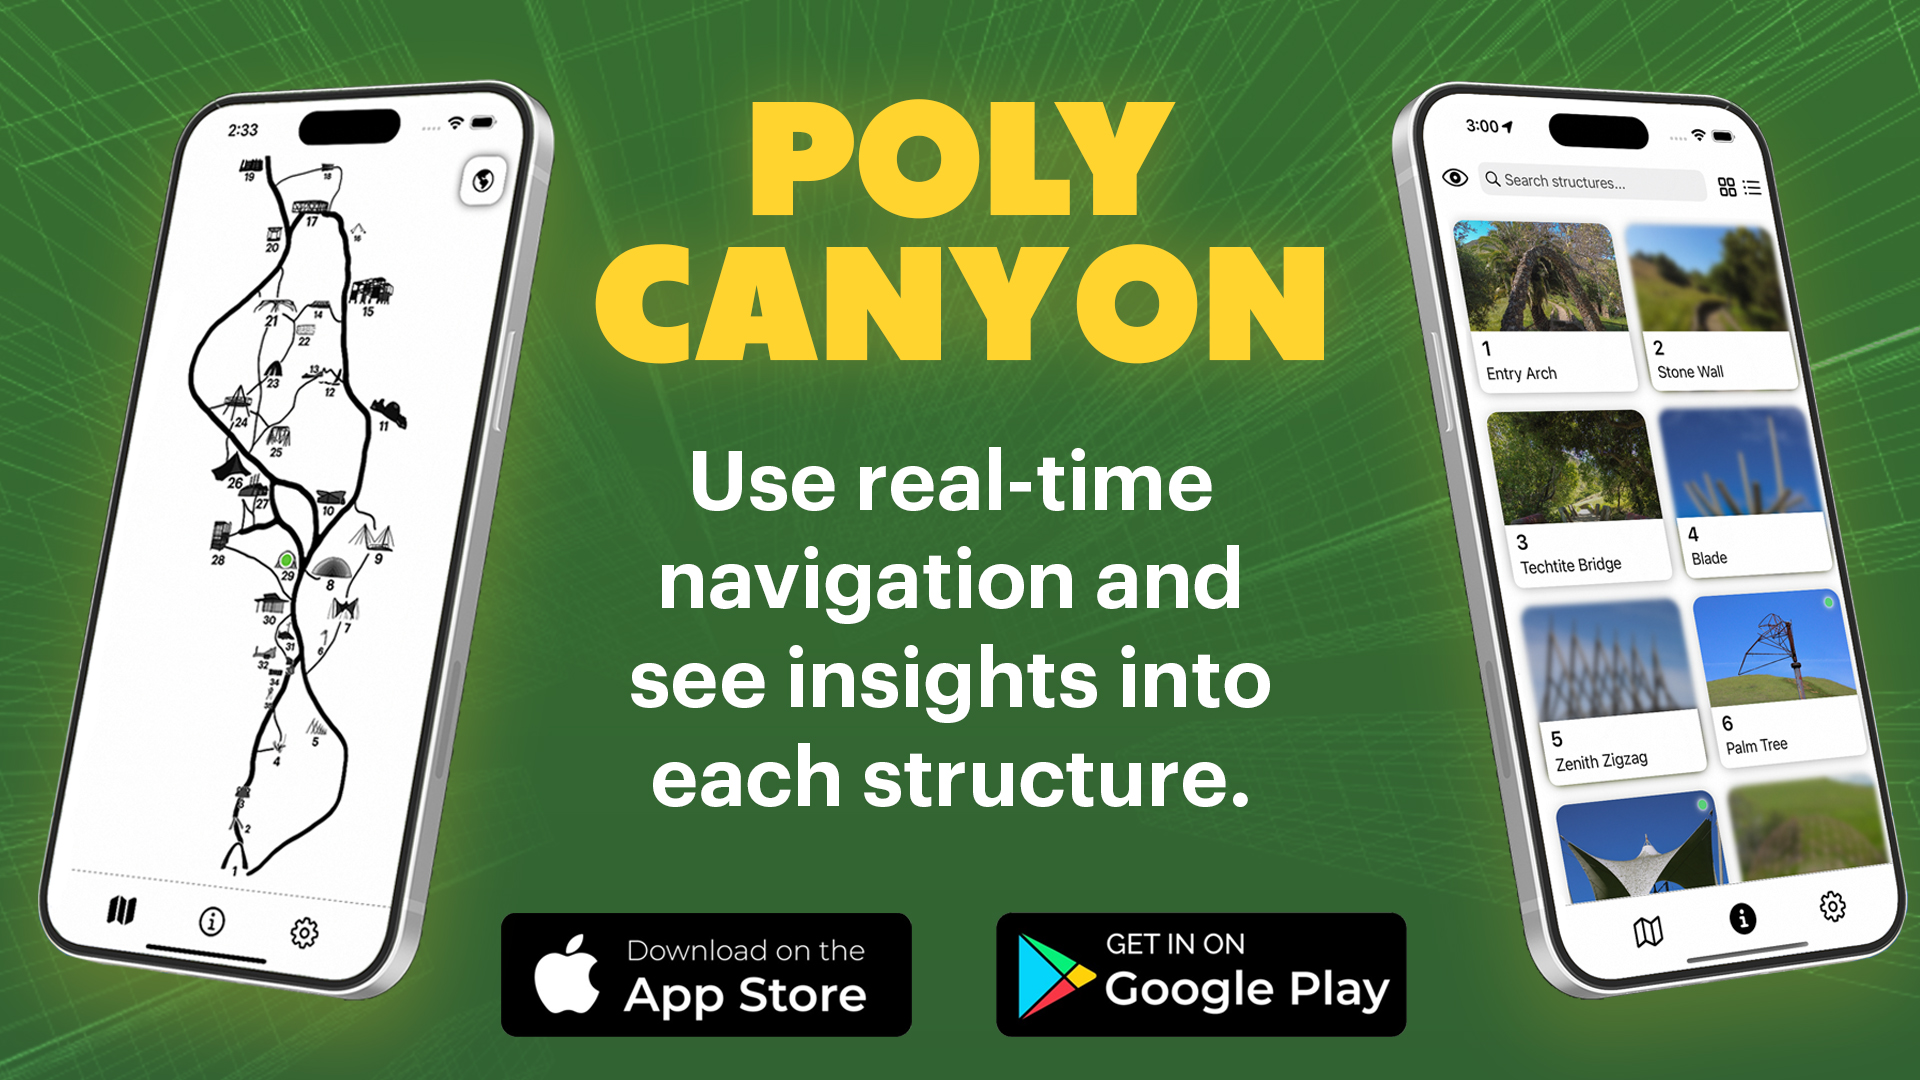 POLY
CANYON
Use real-time
navigation and
see insights into
each structure.
Download on the
App Store
GET IN ON
Google Play
2:33
19
18
17
20
16
15
21
14
22
23
13
12
24
11
25
26
27
10
28
9
29
8
30
7
31
6
32
34
35
5
4
3
2
1
3:00
Search structures...
1
Entry Arch
2
Stone Wall
3
Techtite Bridge
4
Blade
5
Zenith Zigzag
6
Palm Tree